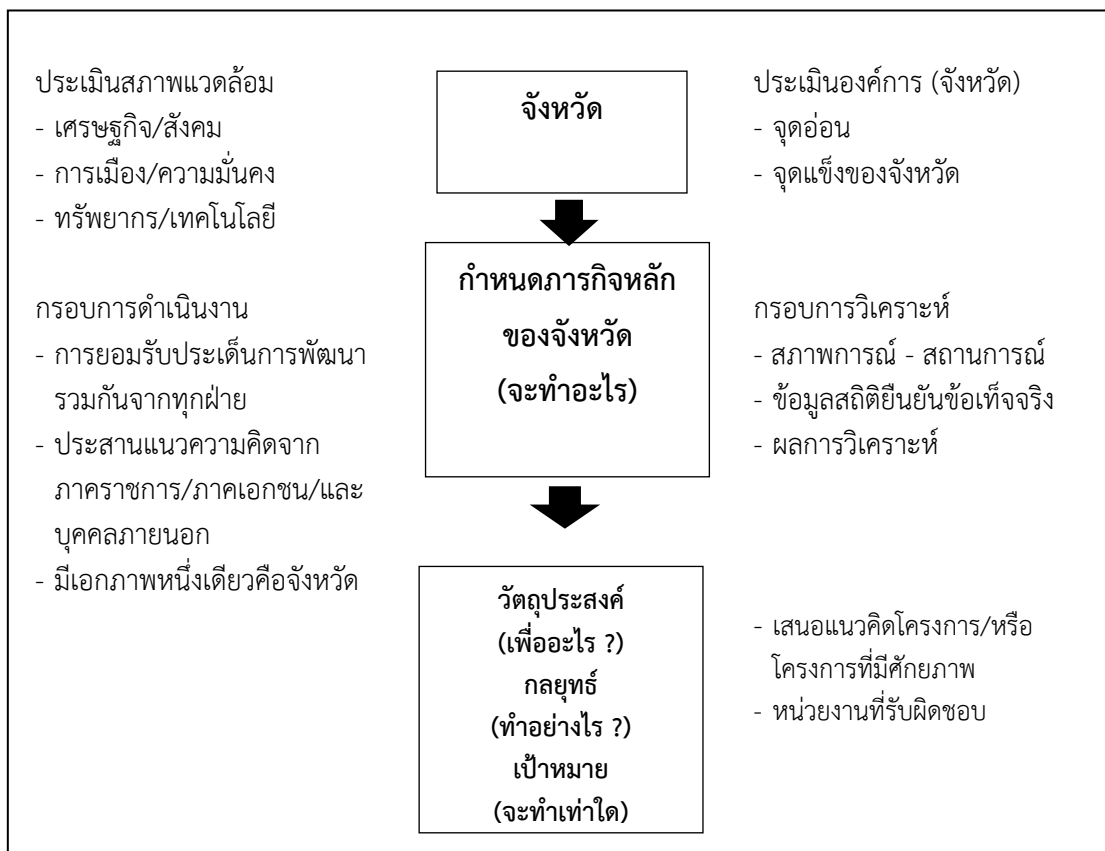 ประเมินสภาพแวดล้อม
- เศรษฐกิจ/สังคม
- การเมือง/ความมั่นคง
- ทรัพยากร/เทคโนโลยี
จังหวัด
ประเมินองค์การ (จังหวัด)
- จุดอ่อน
- จุดแข็งของจังหวัด
กรอบการดำเนินงาน
- การยอมรับประเด็นการพัฒนา
รวมกันจากทุกฝ่าย
- ประสานแนวความคิดจาก
ภาคราชการ/ภาคเอกชน/และ
บุคคลภายนอก
- มีเอกภาพหนึ่งเดียวคือจังหวัด
กำหนดภารกิจหลัก
ของจังหวัด
(จะทำอะไร)
กรอบการวิเคราะห์
- สภาพการณ์ - สถานการณ์
- ข้อมูลสถิติยืนยันข้อเท็จจริง
- ผลการวิเคราะห์
วัตถุประสงค์
(เพื่ออะไร ?)
กลยุทธ์
(ทำอย่างไร ?)
เป้าหมาย
(จะทำเท่าใด)
- เสนอแนวคิดโครงการ/หรือ
โครงการที่มีศักยภาพ
- หน่วยงานที่รับผิดชอบ